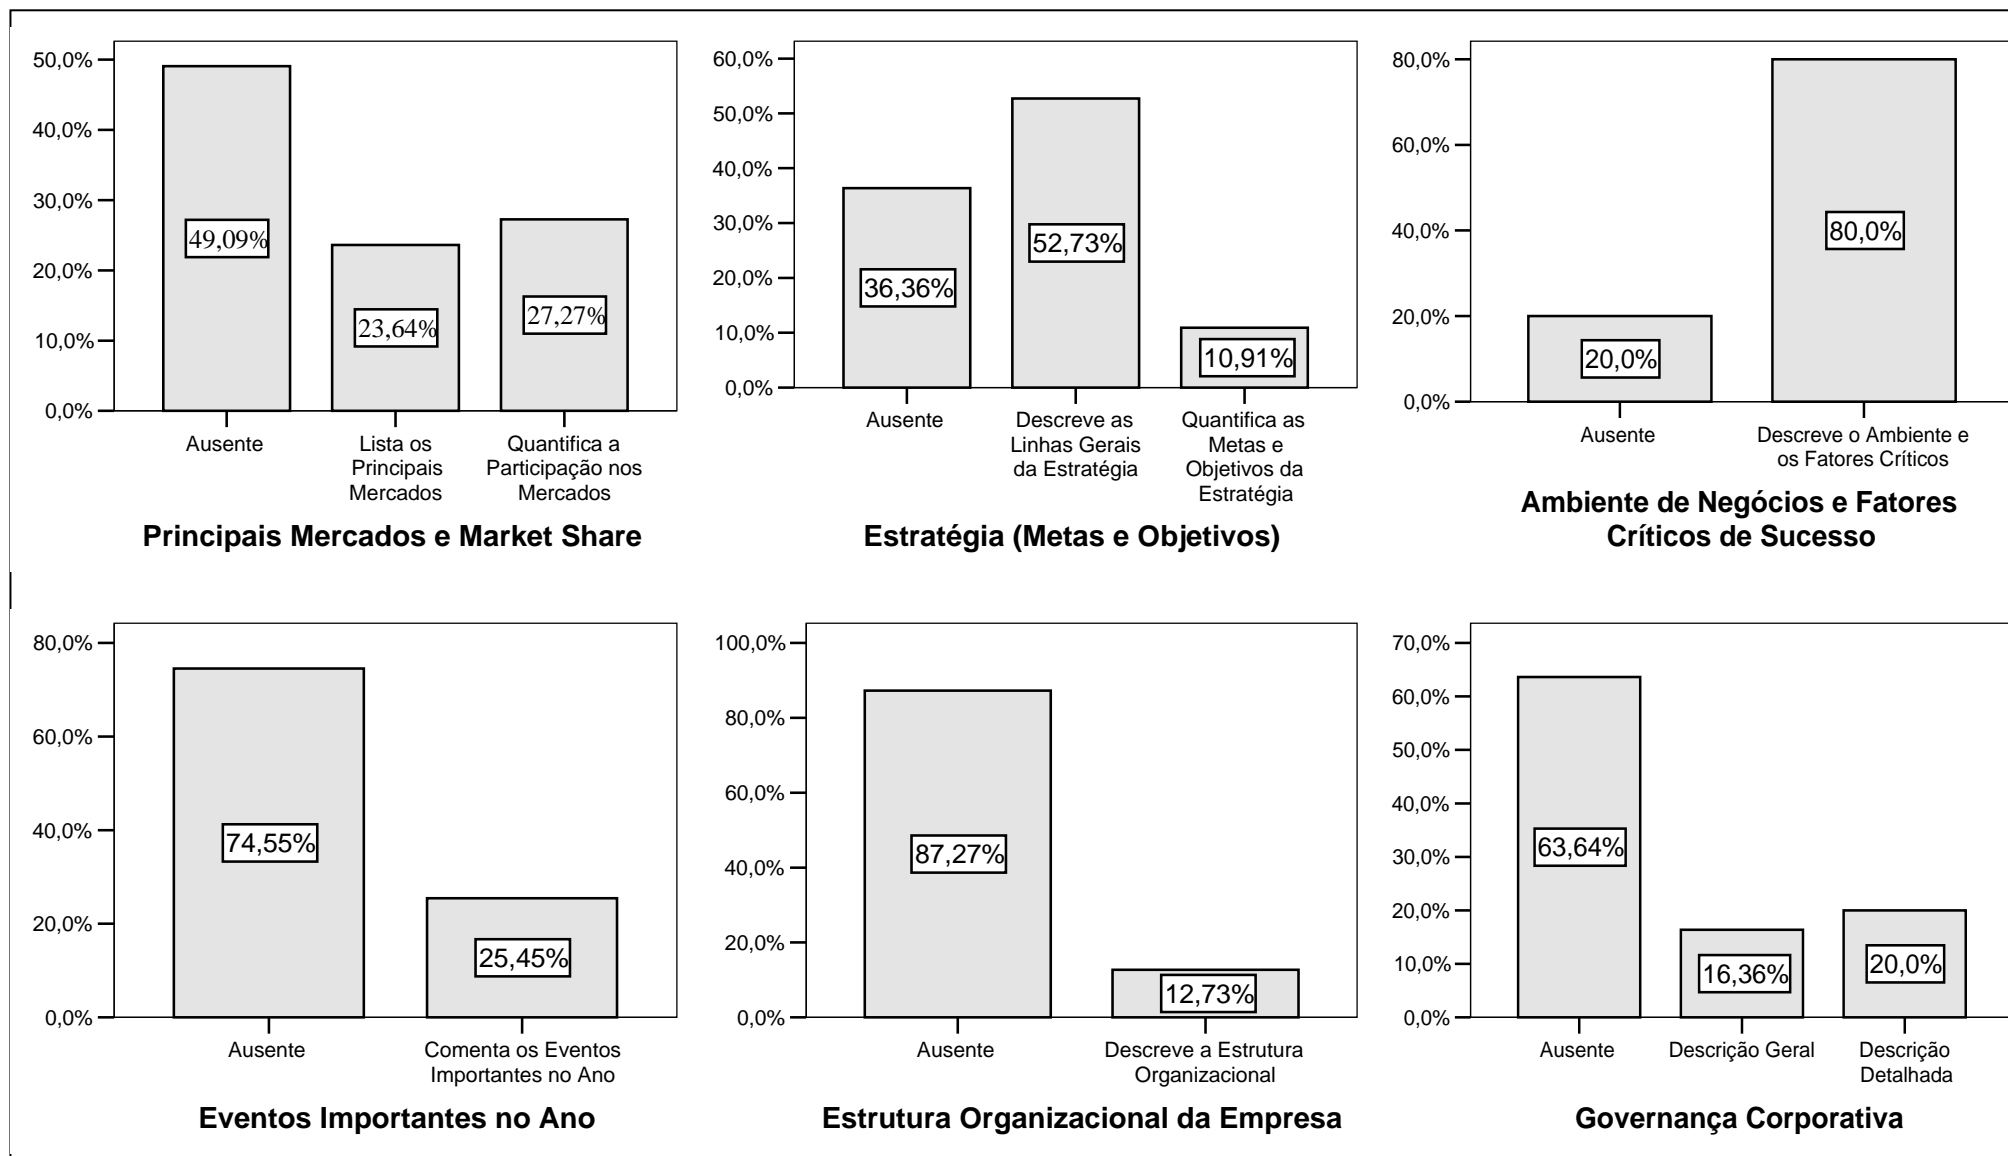 50,0%
40,0%
30,0%
20,0%
10,0%
0,0%
49,09%
23,64%
27,27%
Ausente
Lista os
Principais
Mercados
Quantifica a
Participação nos
Mercados
Principais Mercados e Market Share
60,0%
50,0%
40,0%
30,0%
20,0%
10,0%
0,0%
36,36%
52,73%
10,91%
Ausente
Descreve as
Linhas Gerais
da Estratégia
Quantifica as
Metas e
Objetivos da
Estratégia
Estratégia (Metas e Objetivos)
80,0%
60,0%
40,0%
20,0%
0,0%
20,0%
80,0%
Ausente
Descreve o Ambiente e
os Fatores Críticos
Ambiente de Negócios e Fatores
Críticos de Sucesso
80,0%
60,0%
40,0%
20,0%
0,0%
74,55%
25,45%
Ausente
Comenta os Eventos
Importantes no Ano
Eventos Importantes no Ano
100,0%
80,0%
60,0%
40,0%
20,0%
0,0%
87,27%
12,73%
Ausente
Descreve a Estrutura
Organizacional
Estrutura Organizacional da Empresa
70,0%
60,0%
50,0%
40,0%
30,0%
20,0%
10,0%
0,0%
63,64%
16,36%
20,0%
Ausente
Descrição Geral
Descrição
Detalhada
Governança Corporativa